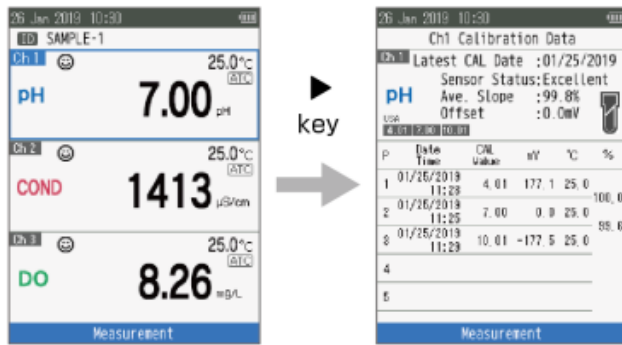 26 Jan 2019 10:30
ID SAMPLE-1
Ch 1 25.0°C
ATC
pH 7.00 pH
Ch 2 25.0°C
ATC
COND 1413 µS/cm
Ch 3 25.0°C
ATC
DO 8.26 mg/L
Measurement
▶
key
26 Jan 2019 10:30
Ch1 Calibration Data
Ch 1 Latest CAL Date :01/25/2019
Sensor Status:Excellent
pH Ave. Slope :99.8%
Offset :0.0mV
USA
4.01 7.00 10.01
P Date Time CAL Value mV °C %
1 01/25/2019 11:23 4.01 177.1 25.0
100.0
2 01/25/2019 11:25 7.00 0.0 25.0
99.6
3 01/25/2019 11:29 10.01 -177.5 25.0
4
5
Measurement